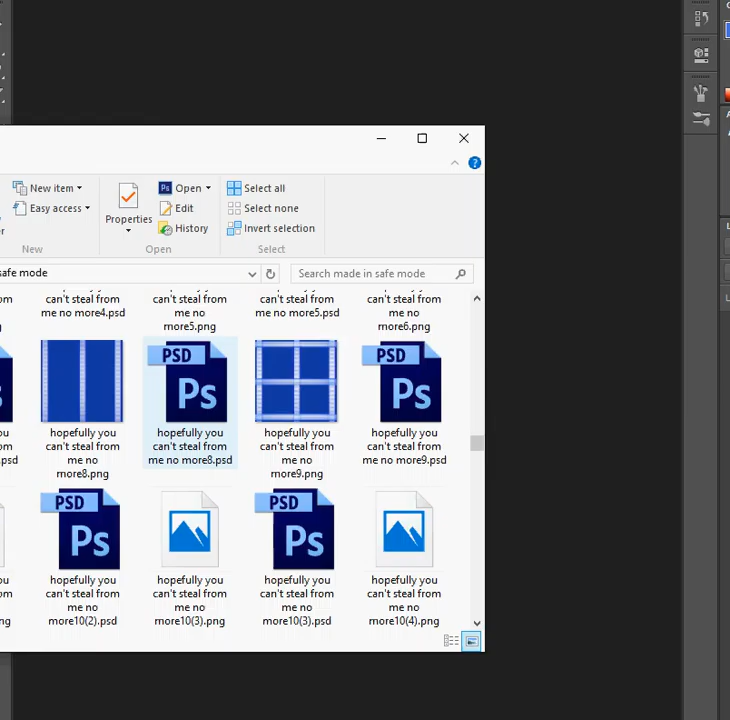 New item
Easy access
New
Properties
Ps Open
Edit
History
Open
Select all
Select none
Invert selection
Select
safe mode
Search made in safe mode
can't steal from
me no more4.psd
can't steal from
me no
more5.png
can't steal from
me no more5.psd
can't steal from
me no
more6.png
PSD
Ps
PSD
Ps
.psd
hopefully you
can't steal from
me no
more8.png
hopefully you
can't steal from
me no more8.psd
hopefully you
can't steal from
me no
more9.png
hopefully you
can't steal from
me no more9.psd
PSD
Ps
PSD
Ps
hopefully you
can't steal from
me no
more10(2).psd
hopefully you
can't steal from
me no
more10(3).png
hopefully you
can't steal from
me no
more10(3).psd
hopefully you
can't steal from
me no
more10(4).png